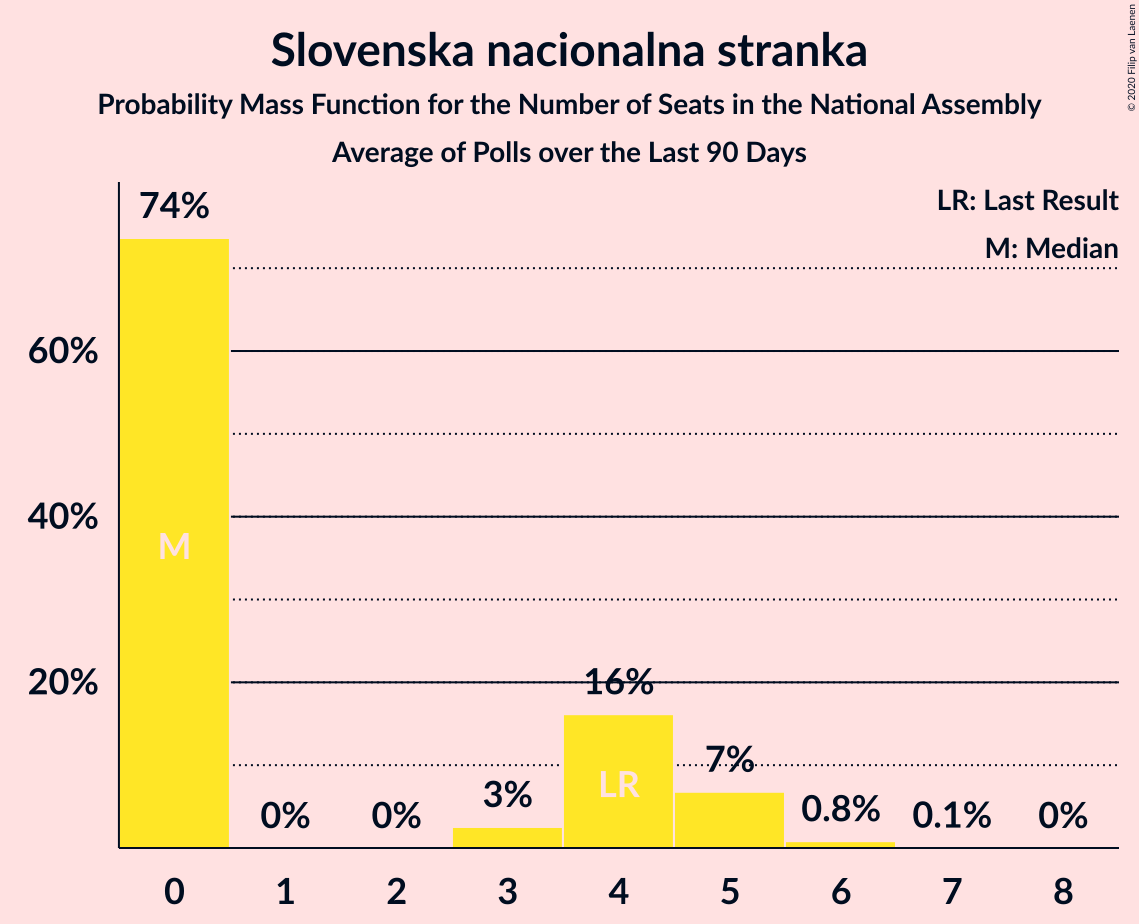 Slovenska nacionalna stranka
Probability Mass Function for the Number of Seats in the National Assembly
Average of Polls over the Last 90 Days
© 2020 Filip van Laenen
LR: Last Result
M: Median
74%
60%
40%
20%
M
0%
0%
3%
16%
LR
7%
0.8%
0.1%
0%
0 1 2 3 4 5 6 7 8